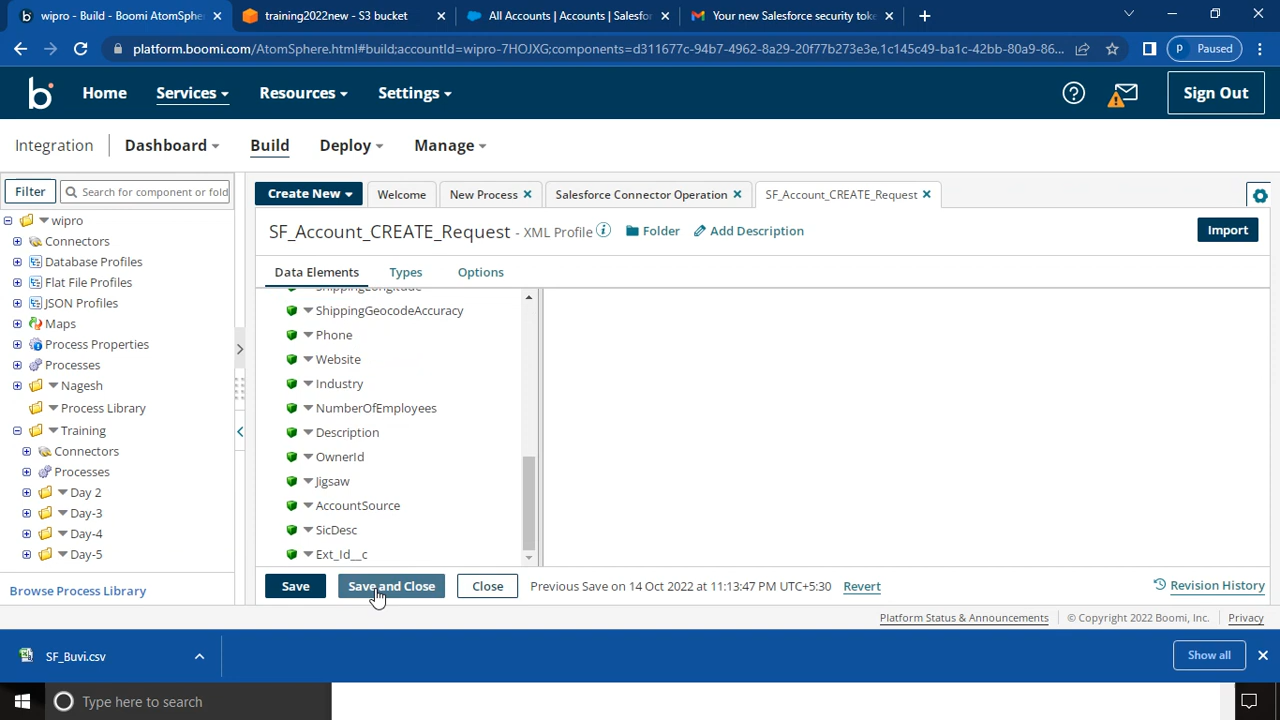 wipro - Build - Boomi AtomSphere
training2022new - S3 bucket
All Accounts | Accounts | Salesfor
Your new Salesforce security toke
platform.boomi.com/AtomSphere.html#build;accountId=wipro-7HOJXG;components=d311677c-94b7-4962-8a29-20f77b273e3e,1c145c49-ba1c-42bb-80a9-86...
P Paused
b Home Services Resources Settings Sign Out
Integration Dashboard Build Deploy Manage
Filter Search for component or fold
Create New Welcome New Process Salesforce Connector Operation SF_Account_CREATE_Request
wipro
Connectors
Database Profiles
Flat File Profiles
JSON Profiles
Maps
Process Properties
Processes
Nagesh
Process Library
Training
Connectors
Processes
Day 2
Day-3
Day-4
Day-5
Browse Process Library
SF_Account_CREATE_Request - XML Profile Folder Add Description Import
Data Elements Types Options
ShippingLongitude
ShippingGeocodeAccuracy
Phone
Website
Industry
NumberOfEmployees
Description
OwnerId
Jigsaw
AccountSource
SicDesc
Ext_Id__c
Save Save and Close Close Previous Save on 14 Oct 2022 at 11:13:47 PM UTC+5:30 Revert Revision History
Platform Status & Announcements © Copyright 2022 Boomi, Inc. Privacy
SF_Buvi.csv Show all
Type here to search